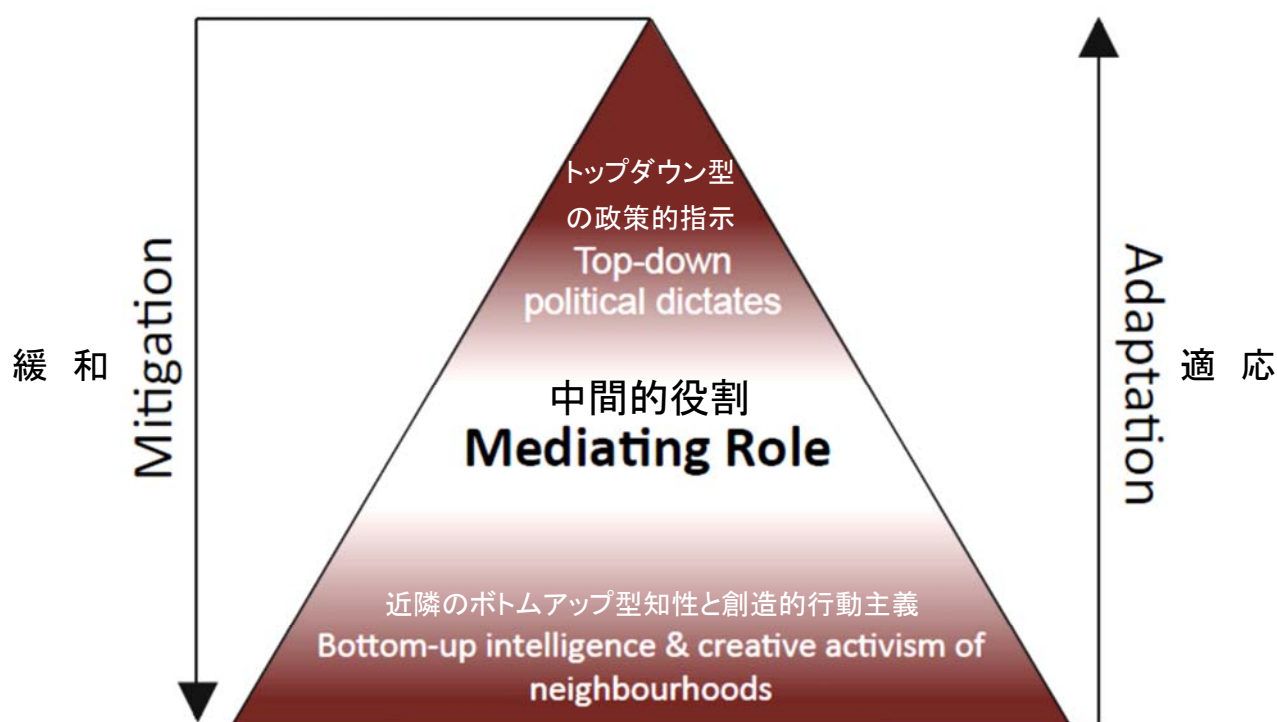 トップダウン型
の政策的指示
Top-down
political dictates
緩 和
Mitigation
中間的役割
Mediating Role
Adaptation
適 応
近隣のボトムアップ型知性と創造的行動主義
Bottom-up intelligence & creative activism of
neighbourhoods